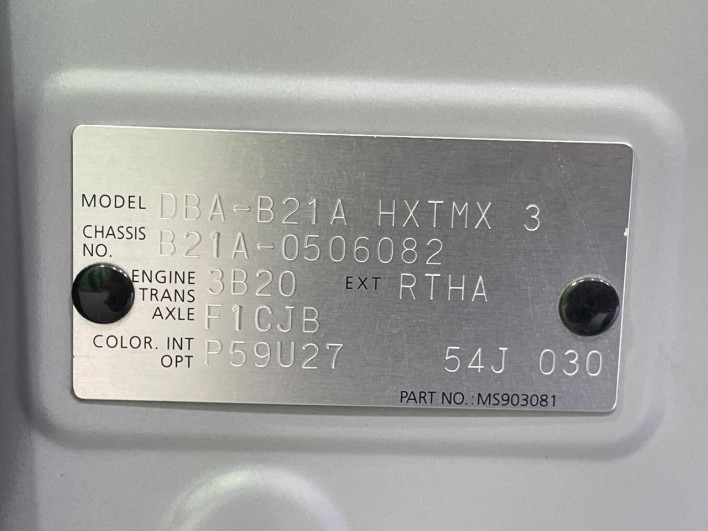 MODEL DBA-B21A HXTMX 3
CHASSIS NO. B21A-0506082
ENGINE 3B20 EXT RTHA
TRANS AXLE F1CJB
COLOR. INT OPT P59U27 54J 030
PART NO.: MS903081